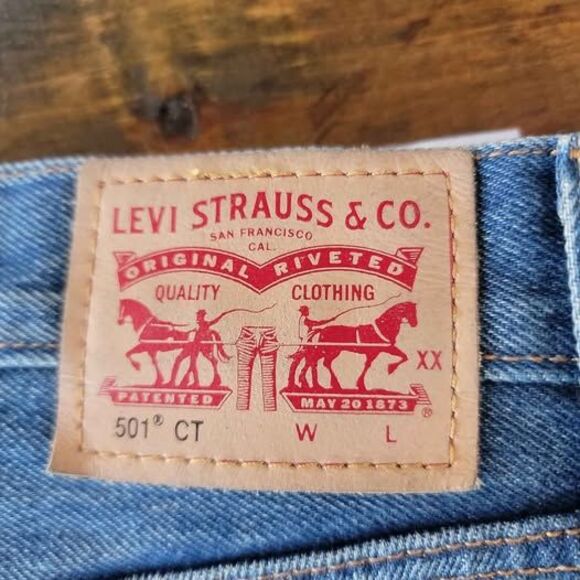 LEVI STRAUSS & CO.
SAN FRANCISCO
CAL.
ORIGINAL RIVETED
QUALITY CLOTHING
XX
PATENTED MAY 20 1873 ®
501® CT W L